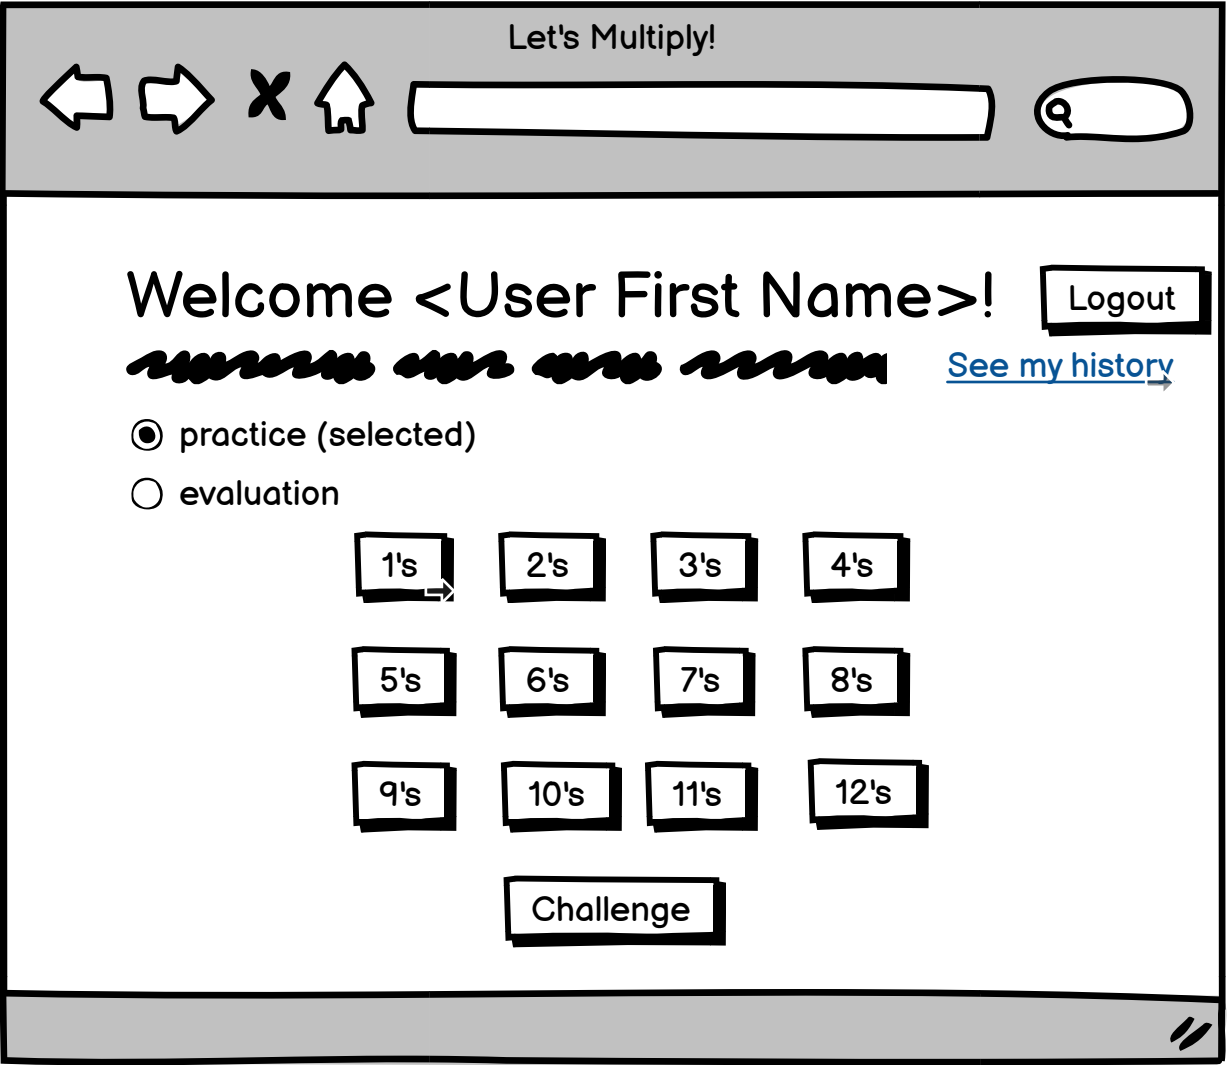 Let's Multiply!
Welcome <User First Name>!
Logout
See my history
practice (selected)
evaluation
1's 2's 3's 4's
5's 6's 7's 8's
9's 10's 11's 12's
Challenge